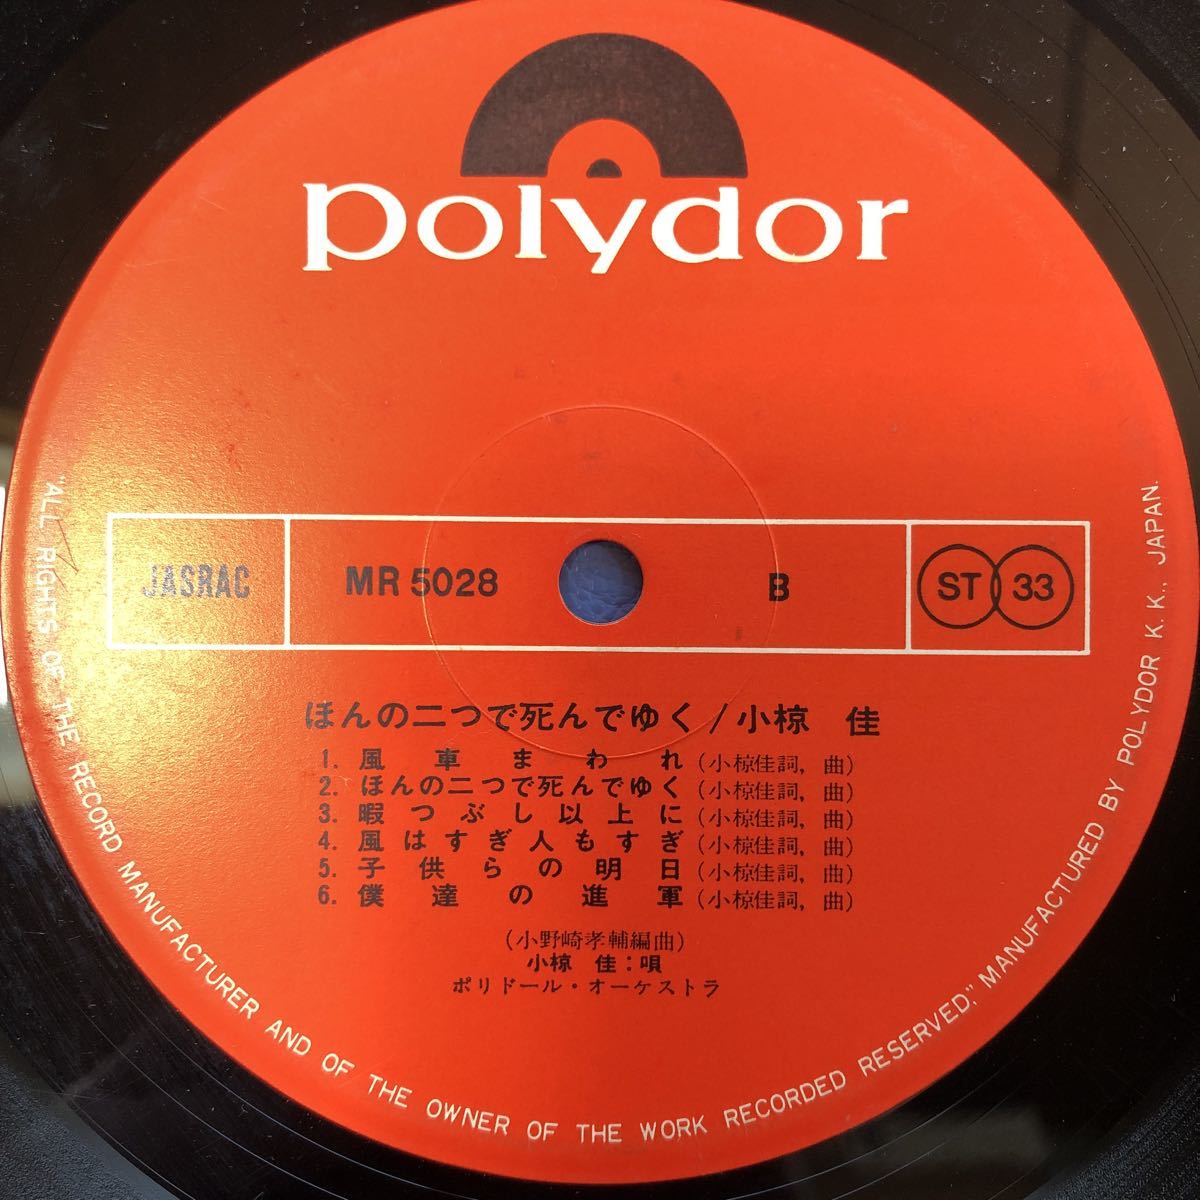 polydor
JASRAC MR 5028 B ST 33
ほんの二つで死んでゆく/小椋 佳
1. 風車まわれ (小椋佳詞, 曲)
2. ほんの二つで死んでゆく (小椋佳詞, 曲)
3. 暇つぶし以上に (小椋佳詞, 曲)
4. 風はすぎ人もすぎ (小椋佳詞, 曲)
5. 子供らの明日 (小椋佳詞, 曲)
6. 僕達の進軍 (小椋佳詞, 曲)
(小野崎孝輔編曲)
小椋 佳:唄
ポリドール・オーケストラ
"ALL RIGHTS OF THE RECORD MANUFACTURER AND OF THE OWNER OF THE WORK RECORDED RESERVED," MANUFACTURED BY POLYDOR K. K., JAPAN.